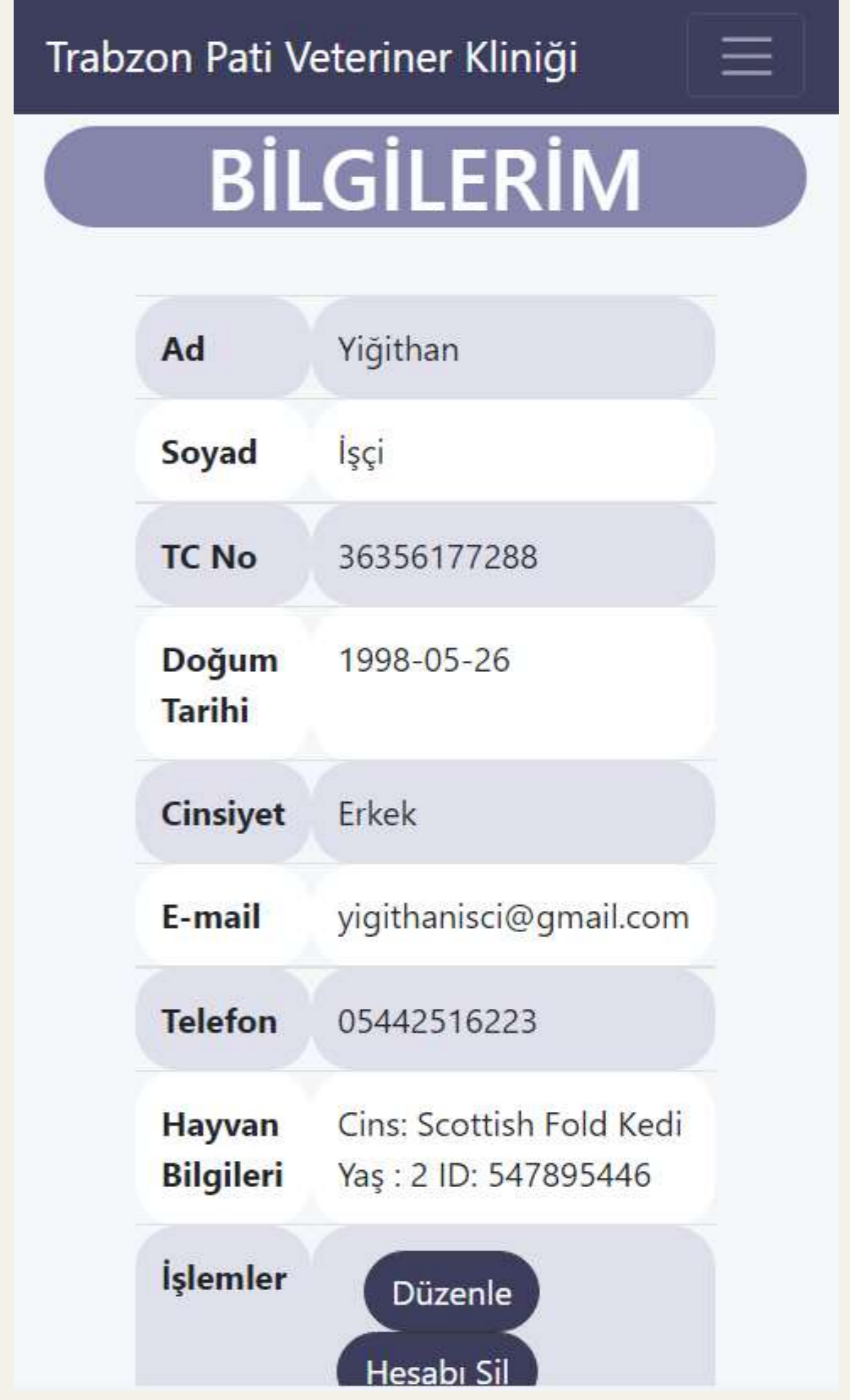 Trabzon Pati Veteriner Kliniği
BİLGİLERİM
Ad Yiğithan
Soyad İşçi
TC No 36356177288
Doğum Tarihi 1998-05-26
Cinsiyet Erkek
E-mail yigithanisci@gmail.com
Telefon 05442516223
Hayvan Bilgileri
Cins: Scottish Fold Kedi
Yaş : 2 ID: 547895446
İşlemler
Düzenle
Hesabı Sil